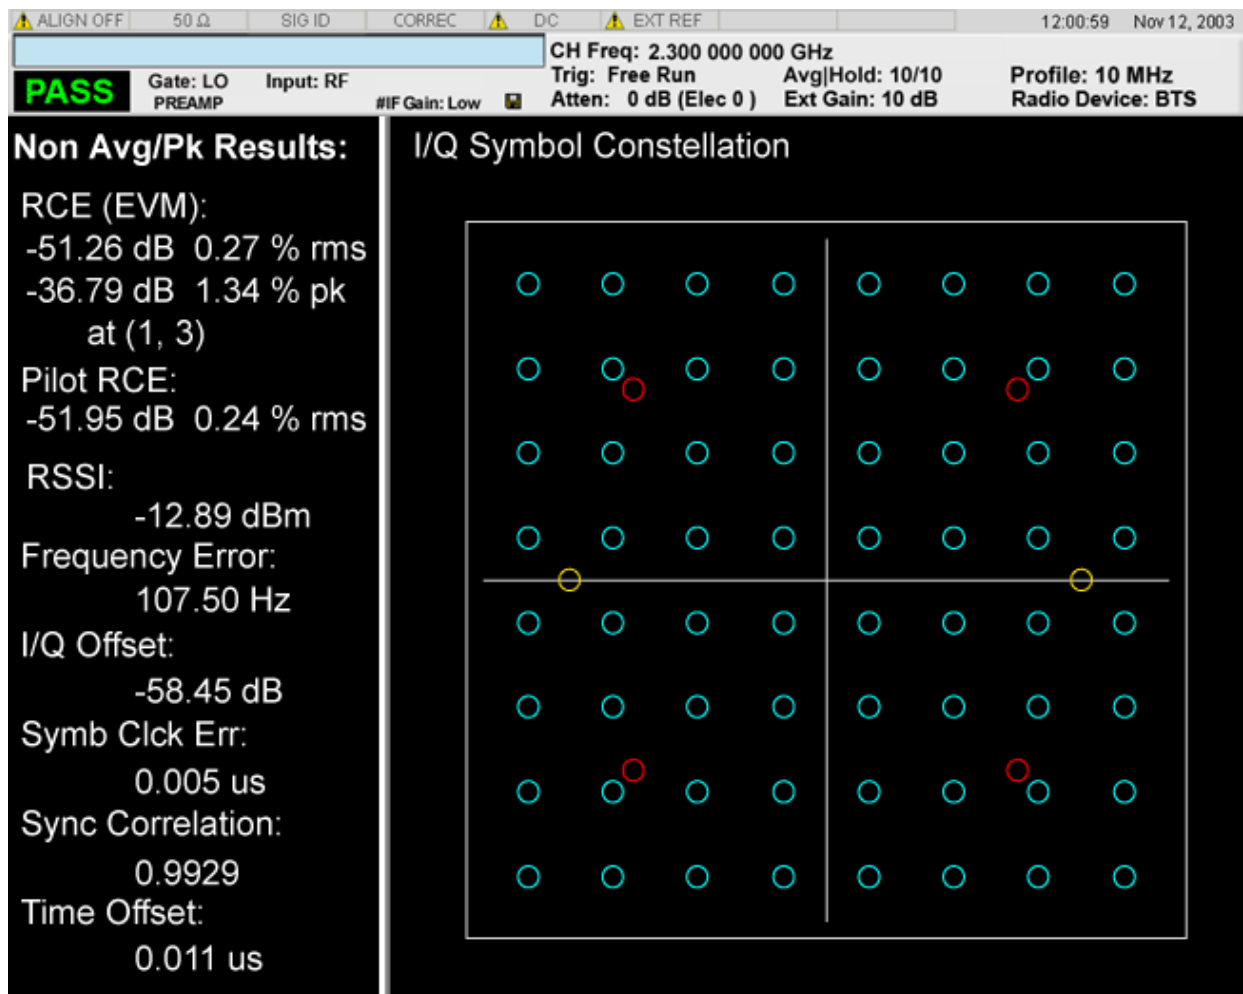 ALIGN OFF 50 Ω SIG ID CORREC DC EXT REF 12:00:59 Nov 12, 2003
CH Freq: 2.300 000 000 GHz
PASS Gate: LO Input: RF Trig: Free Run Avg|Hold: 10/10 Profile: 10 MHz
PREAMP #IF Gain: Low Atten: 0 dB (Elec 0 ) Ext Gain: 10 dB Radio Device: BTS
Non Avg/Pk Results:
RCE (EVM):
-51.26 dB 0.27 % rms
-36.79 dB 1.34 % pk
at (1, 3)
Pilot RCE:
-51.95 dB 0.24 % rms
RSSI:
-12.89 dBm
Frequency Error:
107.50 Hz
I/Q Offset:
-58.45 dB
Symb Clck Err:
0.005 us
Sync Correlation:
0.9929
Time Offset:
0.011 us
I/Q Symbol Constellation